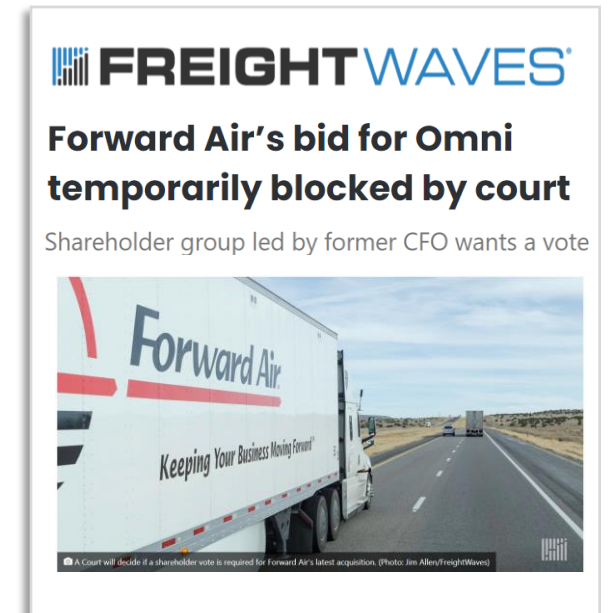 FREIGHTWAVES
Forward Air's bid for Omni
temporarily blocked by court
Shareholder group led by former CFO wants a vote
Forward Air
Keeping Your Business Moving Forward
A Court will decide if a shareholder vote is required for Forward Air's latest acquisition. (Photo: Jim Allen/FreightWaves)